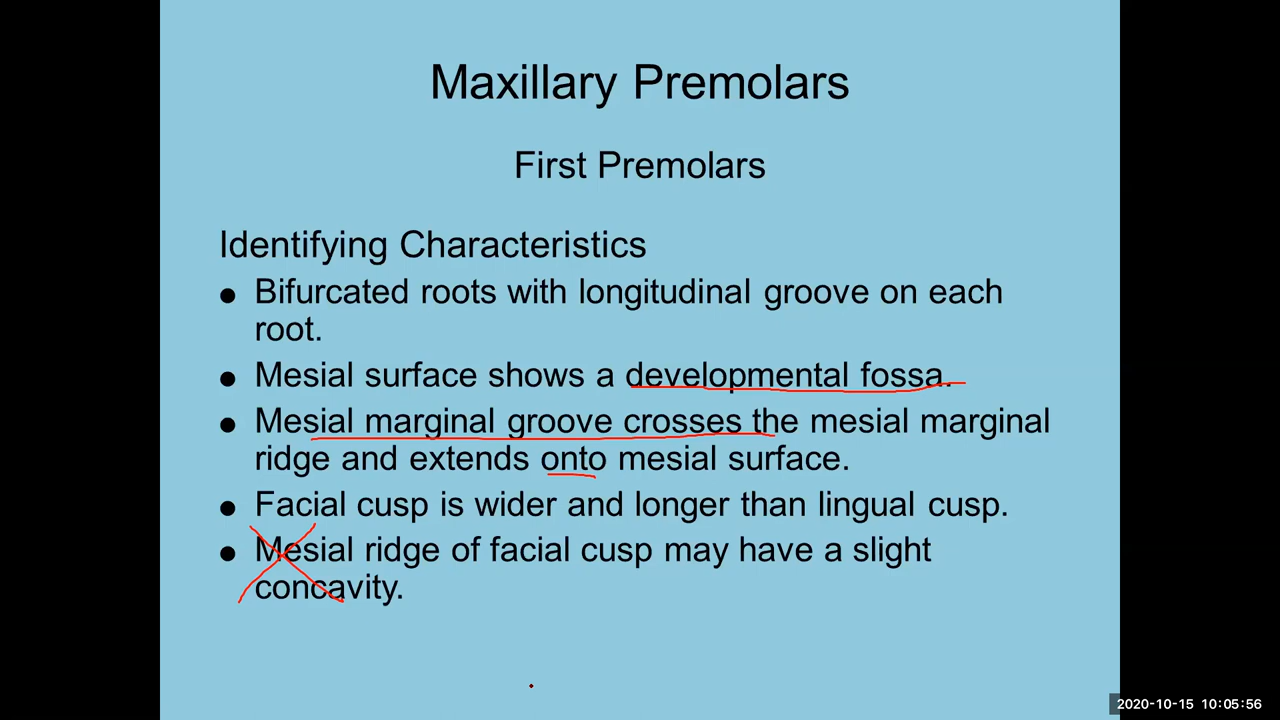 Maxillary Premolars
First Premolars
Identifying Characteristics
● Bifurcated roots with longitudinal groove on each
root.
● Mesial surface shows a developmental fossa.
● Mesial marginal groove crosses the mesial marginal
ridge and extends onto mesial surface.
● Facial cusp is wider and longer than lingual cusp.
● Mesial ridge of facial cusp may have a slight
concavity.
2020-10-15 10:05:56